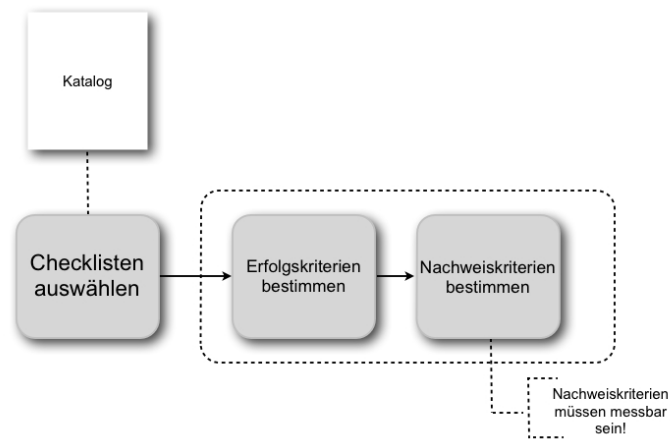 Katalog
Checklisten
auswählen
Erfolgskriterien
bestimmen
Nachweiskriterien
bestimmen
Nachweiskriterien
müssen messbar
sein!